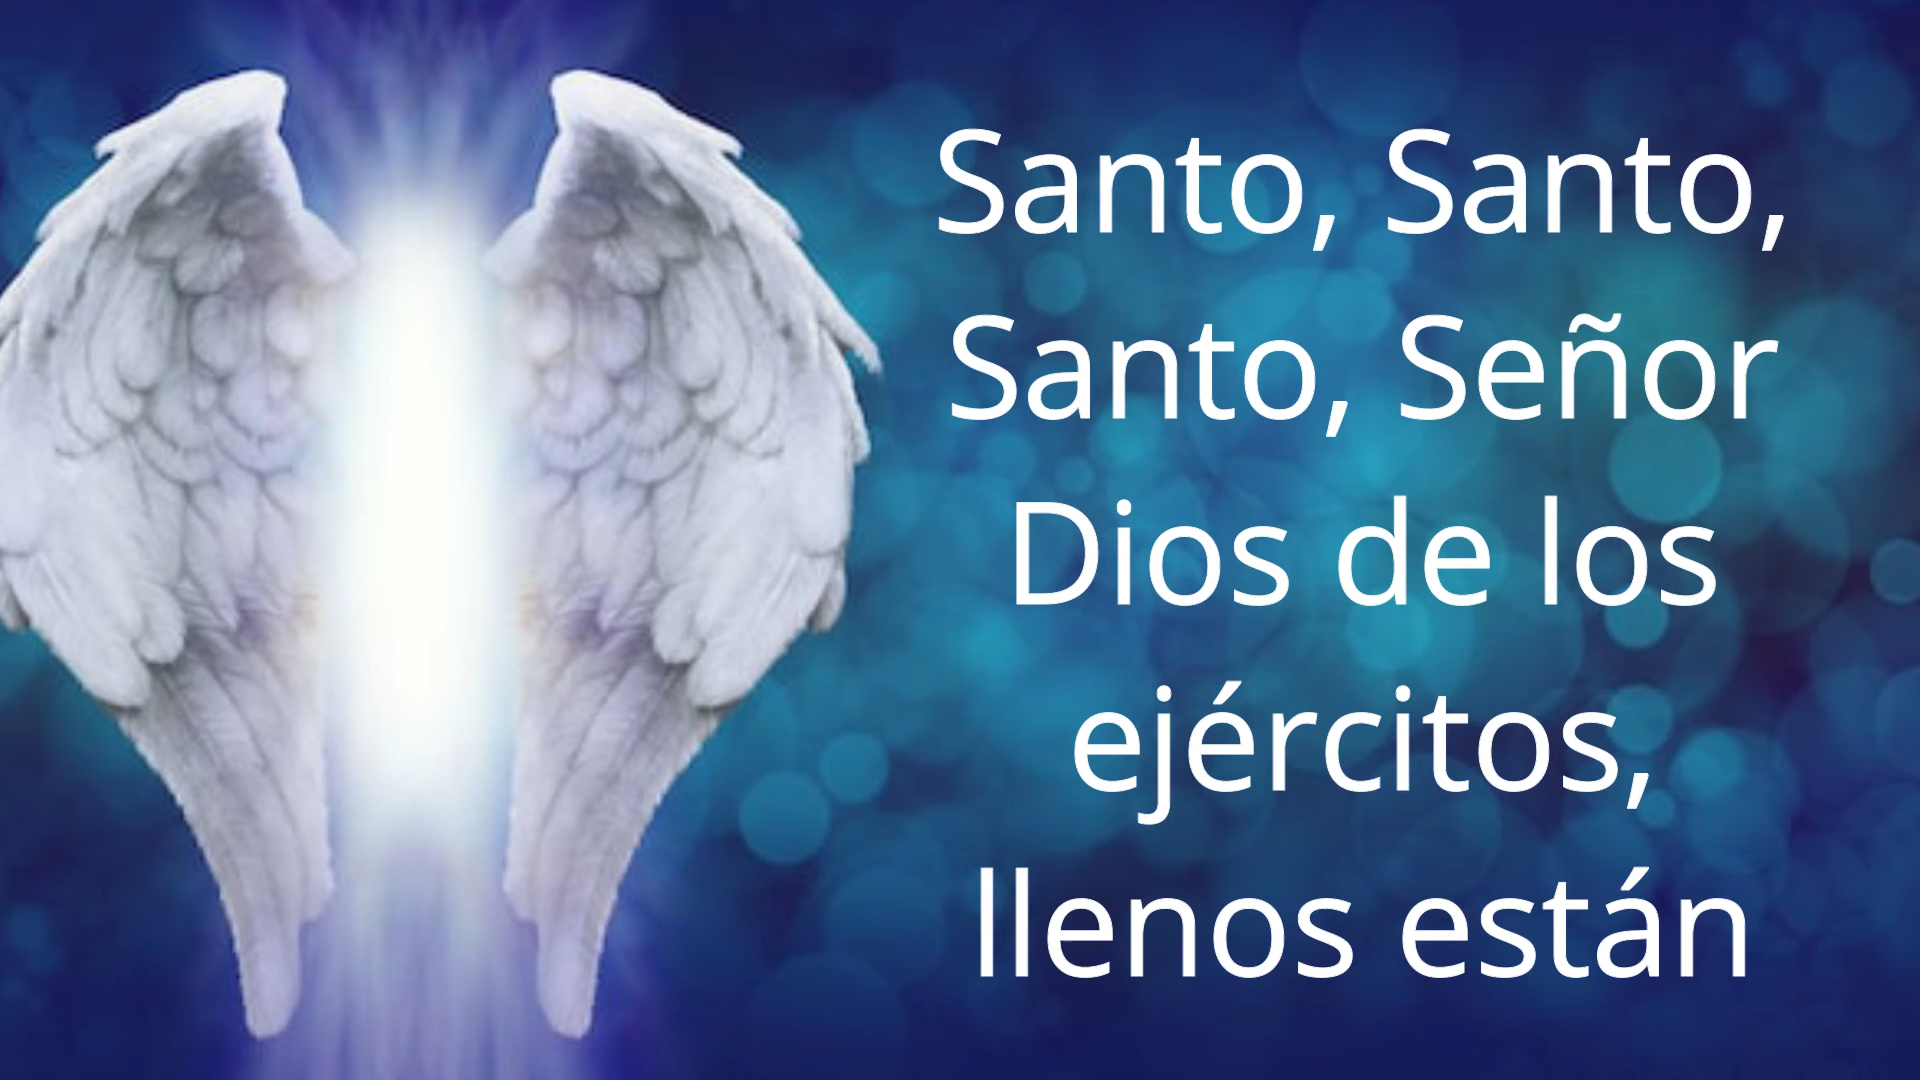 Santo, Santo,
Santo, Señor
Dios de los
ejércitos,
llenos están